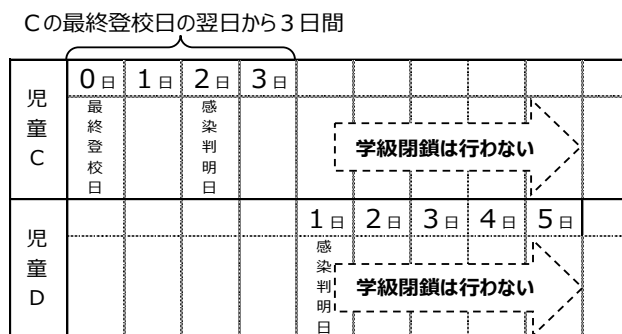 Cの最終登校日の翌日から3日間
児童C
0日 1日 2日 3日
最終登校日
感染判明日
学級閉鎖は行わない
児童D
1日 2日 3日 4日 5日
感染判明日
学級閉鎖は行わない